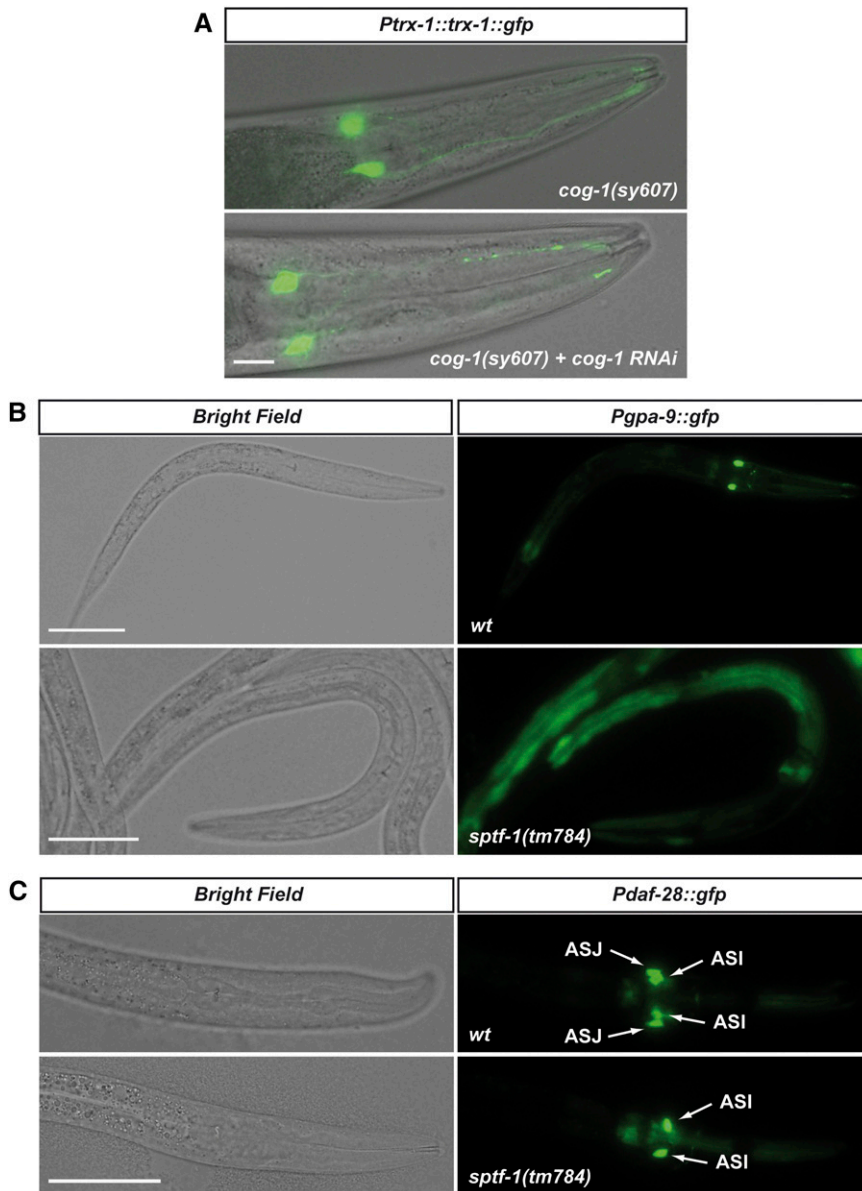 A
Ptrx-1::trx-1::gfp
cog-1(sy607)
cog-1(sy607) + cog-1 RNAi
B
Bright Field
Pgpa-9::gfp
wt
sptf-1(tm784)
C
Bright Field
Pdaf-28::gfp
ASJ
ASI
ASI
ASJ
wt
ASI
ASI
sptf-1(tm784)